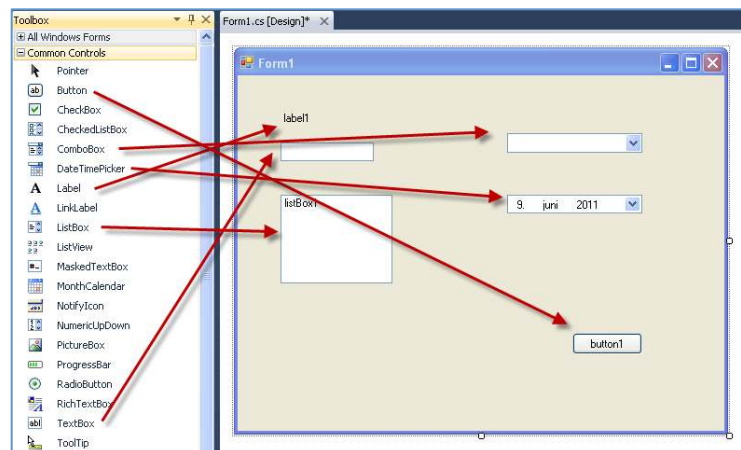 Toolbox
Form1.cs [Design]*
All Windows Forms
Common Controls
Pointer
Button
CheckBox
CheckedListBox
ComboBox
DateTimePicker
Label
LinkLabel
ListBox
ListView
MaskedTextBox
MonthCalendar
NotifyIcon
NumericUpDown
PictureBox
ProgressBar
RadioButton
RichTextBox
TextBox
ToolTip
Form1
label1
listBox1
9. juni 2011
button1